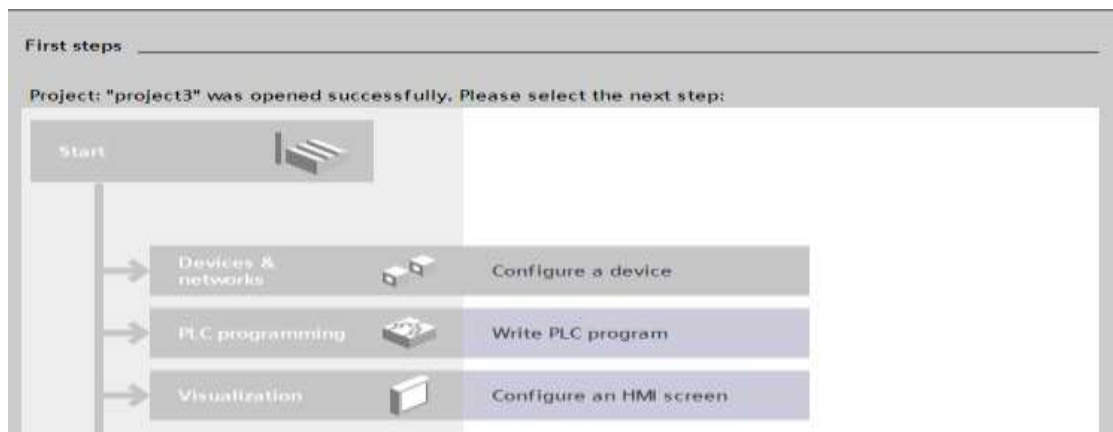 First steps
Project: "project3" was opened successfully. Please select the next step:
Start
Devices &
networks
Configure a device
PLC programming
Write PLC program
Visualization
Configure an HMI screen